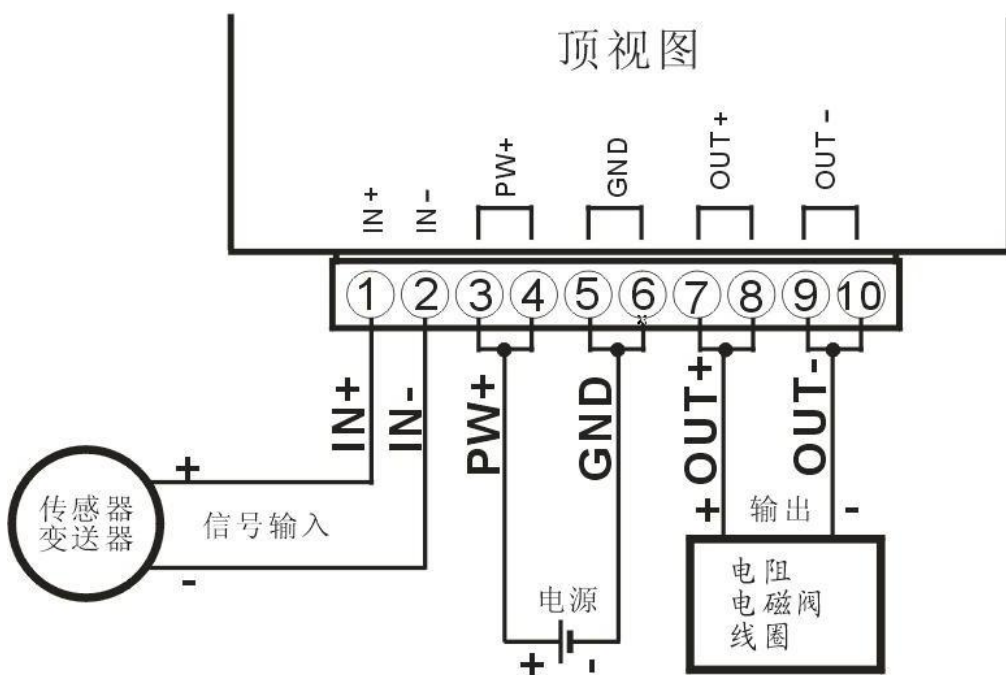 顶视图
IN+
IN-
PW+
GND
OUT+
OUT-
1 2 3 4 5 6 7 8 9 10
IN+
IN-
PW+
GND
OUT+
OUT-
+
-
传感器
变送器
信号输入
+ 输出 -
电源
+ -
电阻
电磁阀
线圈